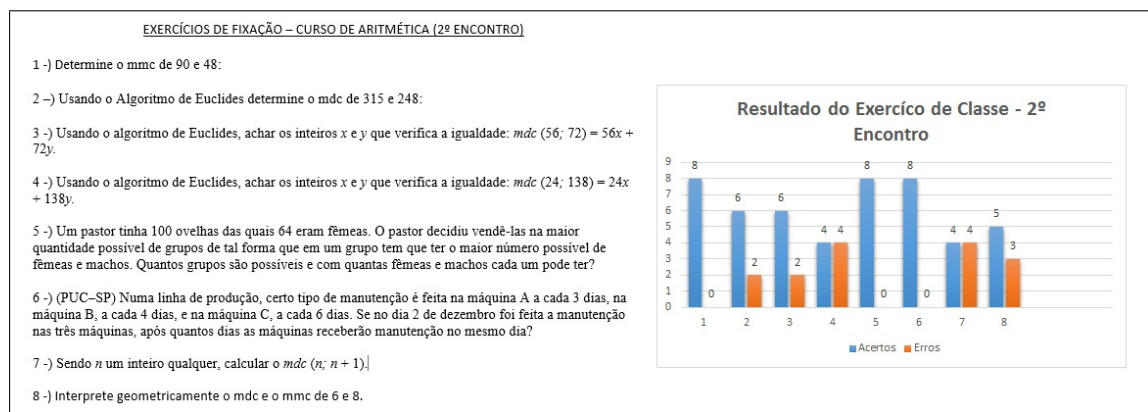 EXERCÍCIOS DE FIXAÇÃO – CURSO DE ARITMÉTICA (2º ENCONTRO)
1 -) Determine o mmc de 90 e 48:
2 –) Usando o Algoritmo de Euclides determine o mdc de 315 e 248:
3 -) Usando o algoritmo de Euclides, achar os inteiros x e y que verifica a igualdade: mdc (56; 72) = 56x +
72y.
4 -) Usando o algoritmo de Euclides, achar os inteiros x e y que verifica a igualdade: mdc (24; 138) = 24x
+ 138y.
5 -) Um pastor tinha 100 ovelhas das quais 64 eram fêmeas. O pastor decidiu vendê-las na maior
quantidade possível de grupos de tal forma que em um grupo tem que ter o maior número possível de
fêmeas e machos. Quantos grupos são possíveis e com quantas fêmeas e machos cada um pode ter?
6 -) (PUC–SP) Numa linha de produção, certo tipo de manutenção é feita na máquina A a cada 3 dias, na
máquina B, a cada 4 dias, e na máquina C, a cada 6 dias. Se no dia 2 de dezembro foi feita a manutenção
nas três máquinas, após quantos dias as máquinas receberão manutenção no mesmo dia?
7 -) Sendo n um inteiro qualquer, calcular o mdc (n; n + 1).
8 -) Interprete geometricamente o mdc e o mmc de 6 e 8.
Resultado do Exercíco de Classe - 2º
Encontro
9
8
7
6
5
4
3
2
1
0
8 0
6 2
6 2
4 4
8 0
8 0
4 4
5 3
1 2 3 4 5 6 7 8
Acertos Erros